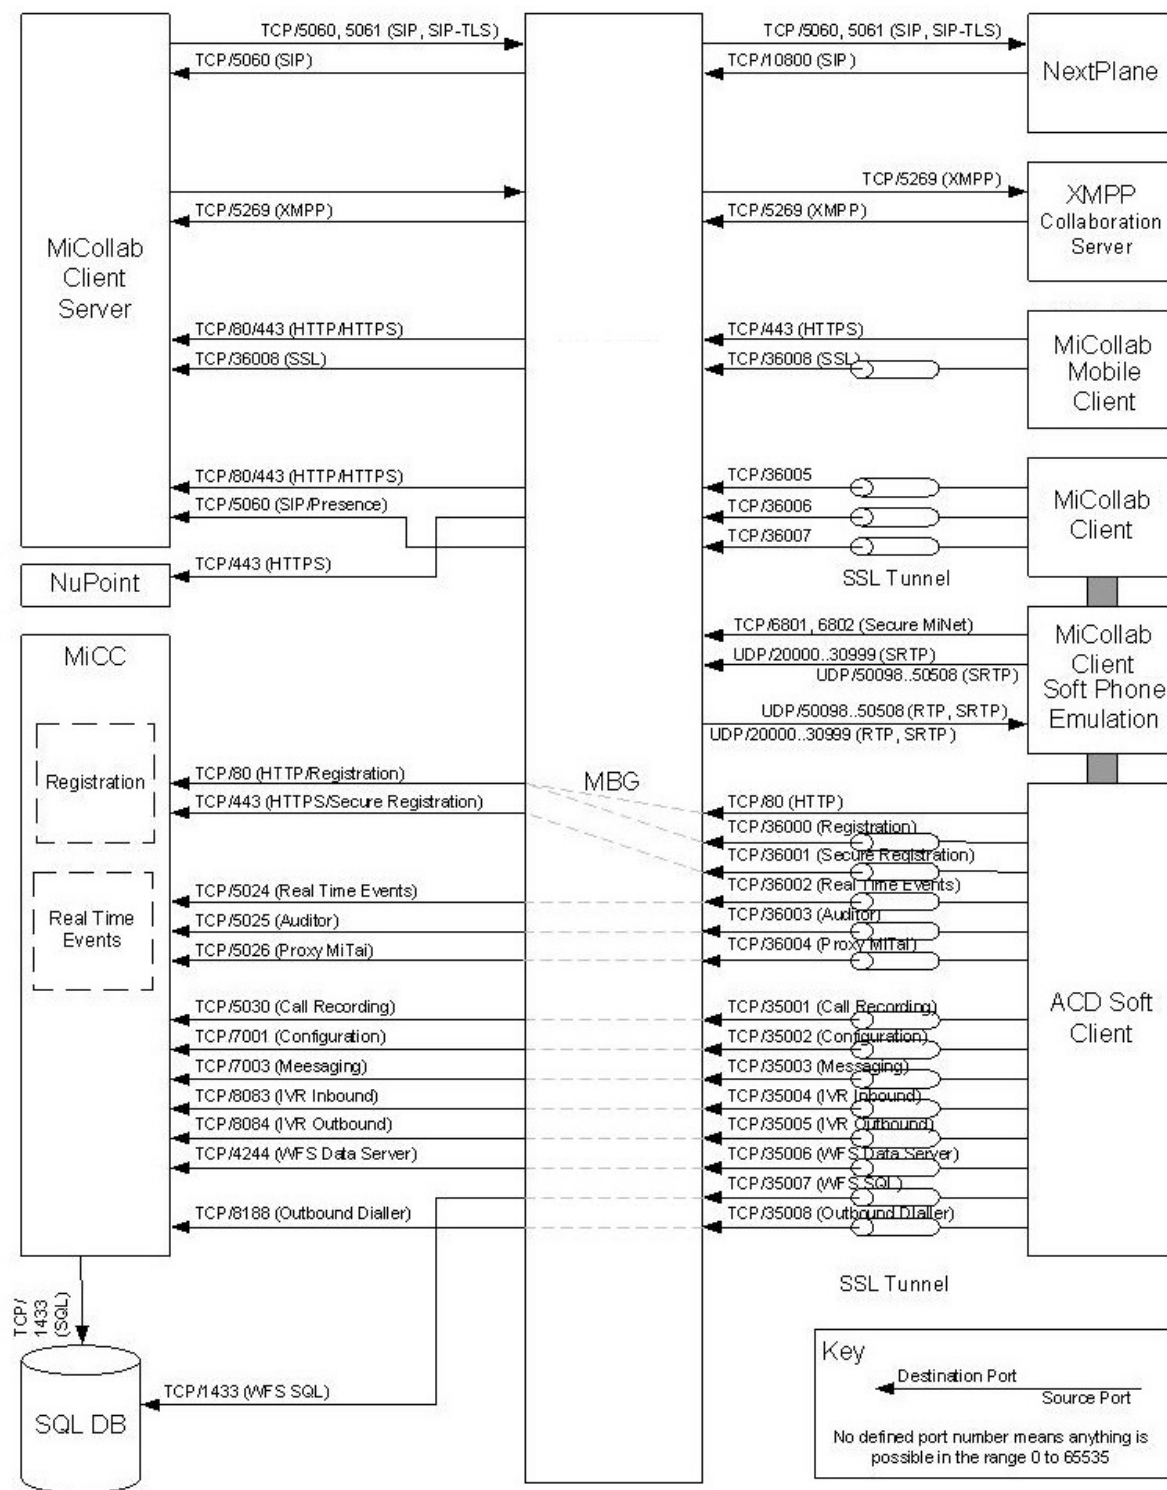 TCP/5060, 5061 (SIP, SIP-TLS)
TCP/5060 (SIP)
TCP/5060, 5061 (SIP, SIP-TLS)
TCP/10800 (SIP)
NextPlane
TCP/5269 (XMPP)
TCP/5269 (XMPP)
TCP/5269 (XMPP)
XMPP
Collaboration
Server
MiCollab
Client
Server
TCP/80/443 (HTTP/HTTPS)
TCP/36008 (SSL)
TCP/443 (HTTPS)
TCP/36008 (SSL)
MiCollab
Mobile
Client
TCP/80/443 (HTTP/HTTPS)
TCP/5060 (SIP/Presence)
TCP/36005
TCP/36006
TCP/36007
SSL Tunnel
MiCollab
Client
TCP/443 (HTTPS)
NuPoint
TCP/6801, 6802 (Secure MiNet)
UDP/20000..30999 (SRTP)
UDP/50098..50508 (SRTP)
UDP/50098..50508 (RTP, SRTP)
UDP/20000..30999 (RTP, SRTP)
MiCollab
Client
Soft Phone
Emulation
MiCC
Registration
Real Time
Events
MBG
TCP/80 (HTTP/Registration)
TCP/443 (HTTPS/Secure Registration)
TCP/5024 (Real Time Events)
TCP/5025 (Auditor)
TCP/5026 (Proxy MiTai)
TCP/5030 (Call Recording)
TCP/7001 (Configuration)
TCP/7003 (Meesaging)
TCP/8083 (IVR Inbound)
TCP/8084 (IVR Outbound)
TCP/4244 (WFS Data Server)
TCP/8188 (Outbound Dialler)
TCP/80 (HTTP)
TCP/36000 (Registration)
TCP/36001 (Secure Registration)
TCP/36002 (Real Time Events)
TCP/36003 (Auditor)
TCP/36004 (Proxy MiTai)
TCP/35001 (Call Recording)
TCP/35002 (Configuration)
TCP/35003 (Messaging)
TCP/35004 (IVR Inbound)
TCP/35005 (IVR Outbound)
TCP/35006 (WFS Data Server)
TCP/35007 (WFS SQL)
TCP/35008 (Outbound Dialler)
ACD Soft
Client
SSL Tunnel
TCP/
1433
(SQL)
TCP/1433 (WFS SQL)
SQL DB
Key
Destination Port
Source Port
No defined port number means anything is
possible in the range 0 to 65535